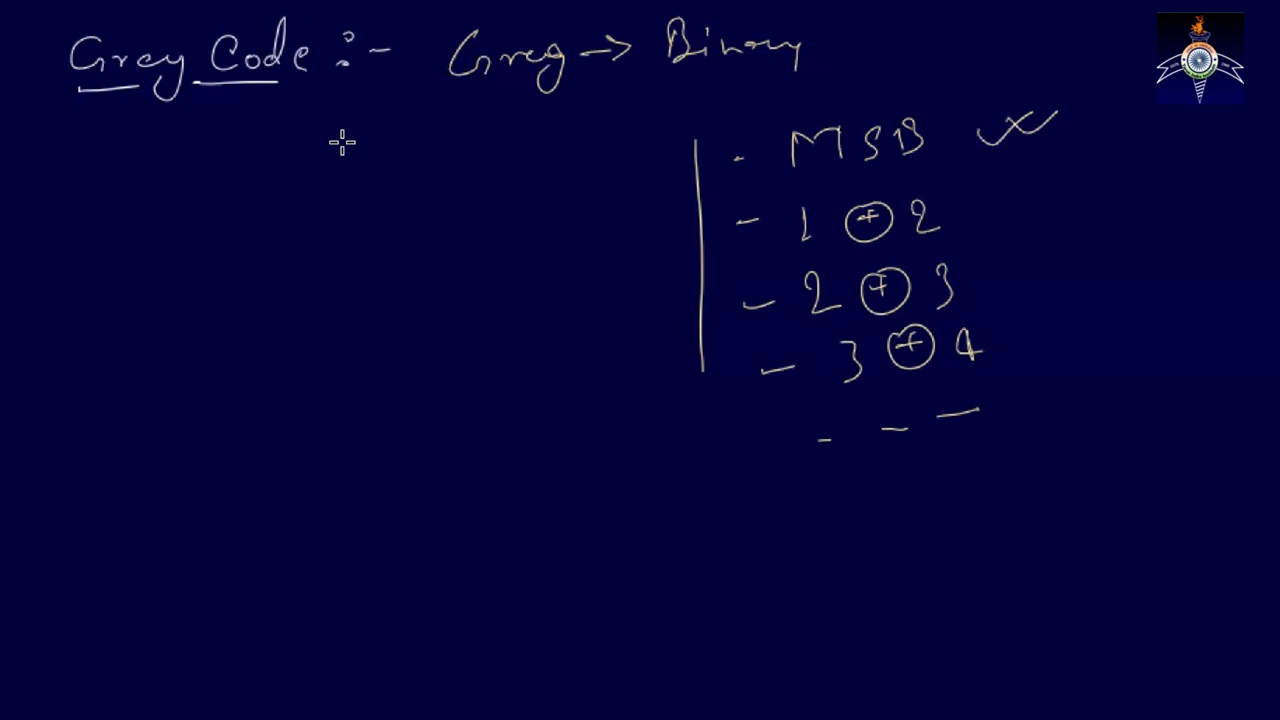 Grey Code :- Grey → Binary
- MSB
- 1 ⊕ 2
- 2 ⊕ 3
- 3 ⊕ 4
- - -